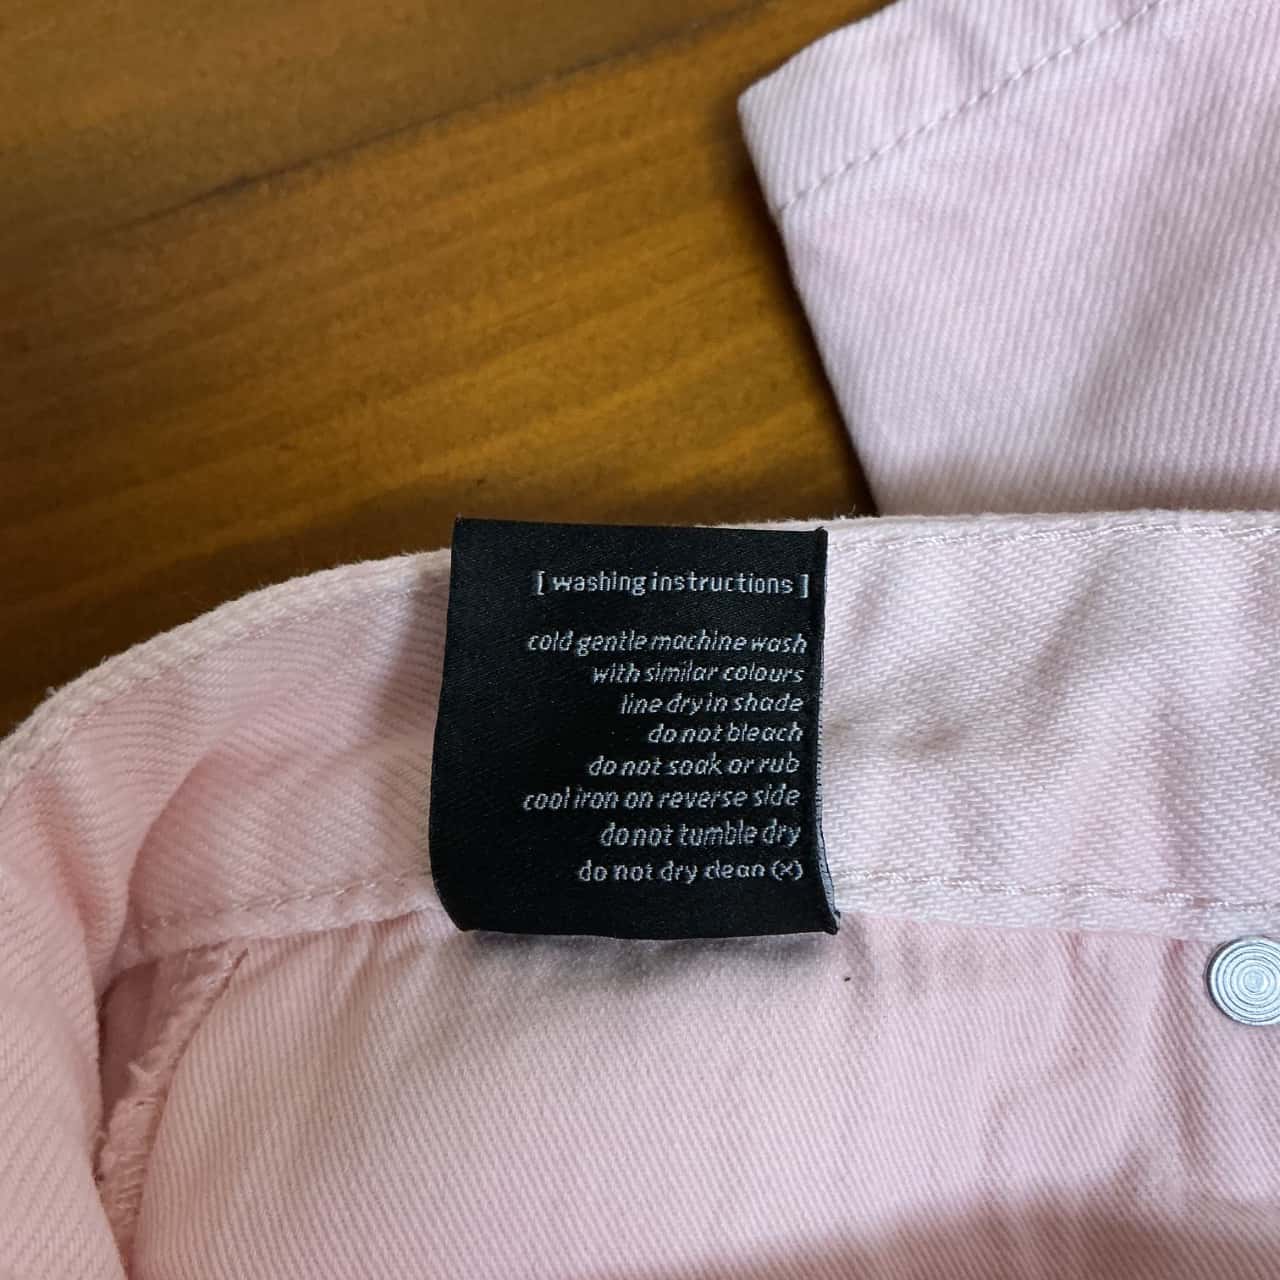 [ washing instructions ]
cold gentle machine wash
with similar colours
line dry in shade
do not bleach
do not soak or rub
cool iron on reverse side
do not tumble dry
do not dry clean (x)